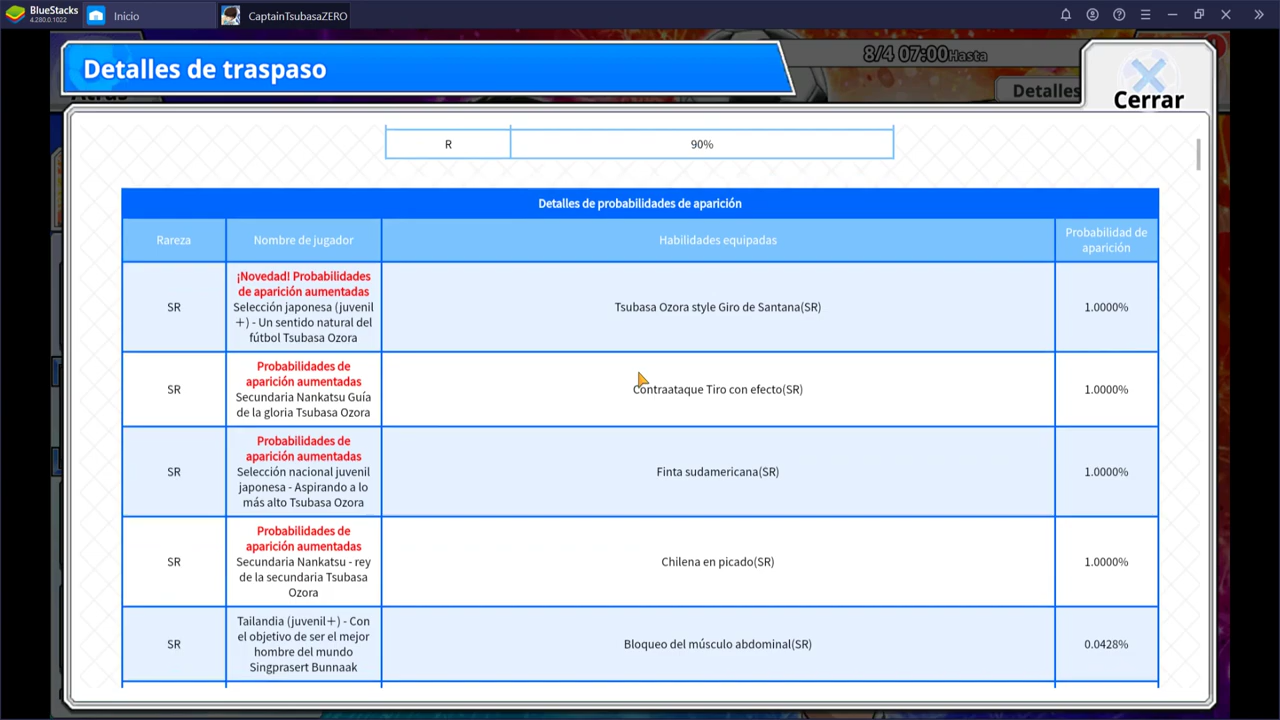 BlueStacks
4.280.0.1022
Inicio
CaptainTsubasaZERO
Detalles de traspaso
8/4 07:00Hasta
Atrás
Detalles
Cerrar
R
90%
Detalles de probabilidades de aparición
Rareza
Nombre de jugador
Habilidades equipadas
Probabilidad de
aparición
SR
¡Novedad! Probabilidades
de aparición aumentadas
Selección japonesa (juvenil
＋) - Un sentido natural del
fútbol Tsubasa Ozora
Tsubasa Ozora style Giro de Santana(SR)
1.0000%
SR
Probabilidades de
aparición aumentadas
Secundaria Nankatsu Guía
de la gloria Tsubasa Ozora
Contraataque Tiro con efecto(SR)
1.0000%
SR
Probabilidades de
aparición aumentadas
Selección nacional juvenil
japonesa - Aspirando a lo
más alto Tsubasa Ozora
Finta sudamericana(SR)
1.0000%
SR
Probabilidades de
aparición aumentadas
Secundaria Nankatsu - rey
de la secundaria Tsubasa
Ozora
Chilena en picado(SR)
1.0000%
SR
Tailandia (juvenil＋) - Con
el objetivo de ser el mejor
hombre del mundo
Singprasert Bunnaak
Bloqueo del músculo abdominal(SR)
0.0428%